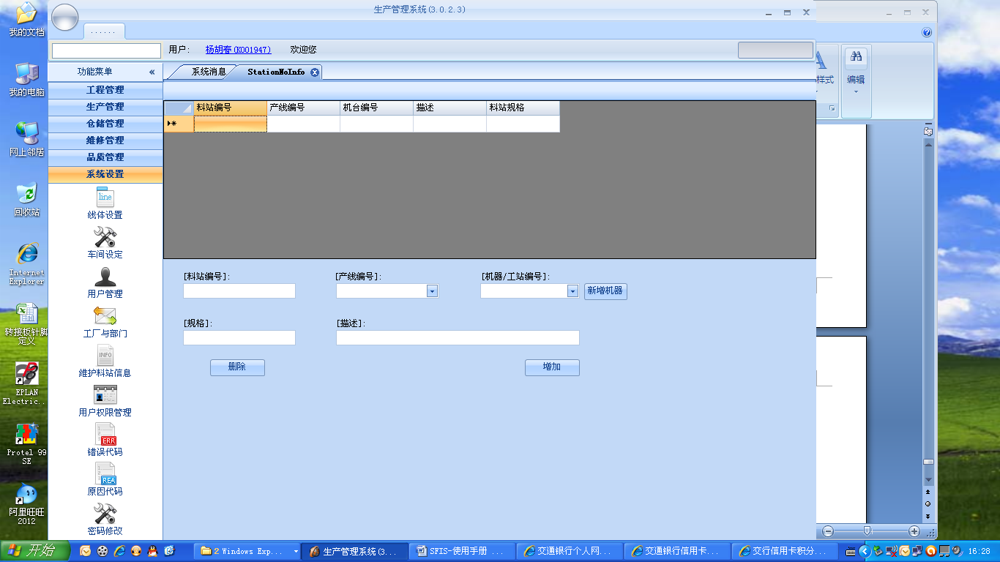 生产管理系统(3.0.2.3)
......
用户: 杨胡春(K001947) 欢迎您
功能菜单 «
系统消息 StationNoInfo
工程管理
生产管理
仓储管理
维修管理
品质管理
系统设置
line
线体设置
车间设定
用户管理
工厂与部门
INFO
维护料站信息
用户权限管理
ERR
错误代码
REA
原因代码
密码修改
料站编号 产线编号 机台编号 描述 料站规格
[料站编号]: [产线编号]: [机器/工站编号]:
新增机器
[规格]: [描述]:
删除 增加
样式
编辑
我的文档
我的电脑
网上邻居
回收站
Internet
Explorer
转接板针脚
定义
EPLAN
Electric...
Protel 99
SE
阿里旺旺
2012
开始
2 Windows Exp...
生产管理系统(3...
SFIS-使用手册 ...
交通银行个人网...
交通银行信用卡...
交行信用卡积分...
16:28